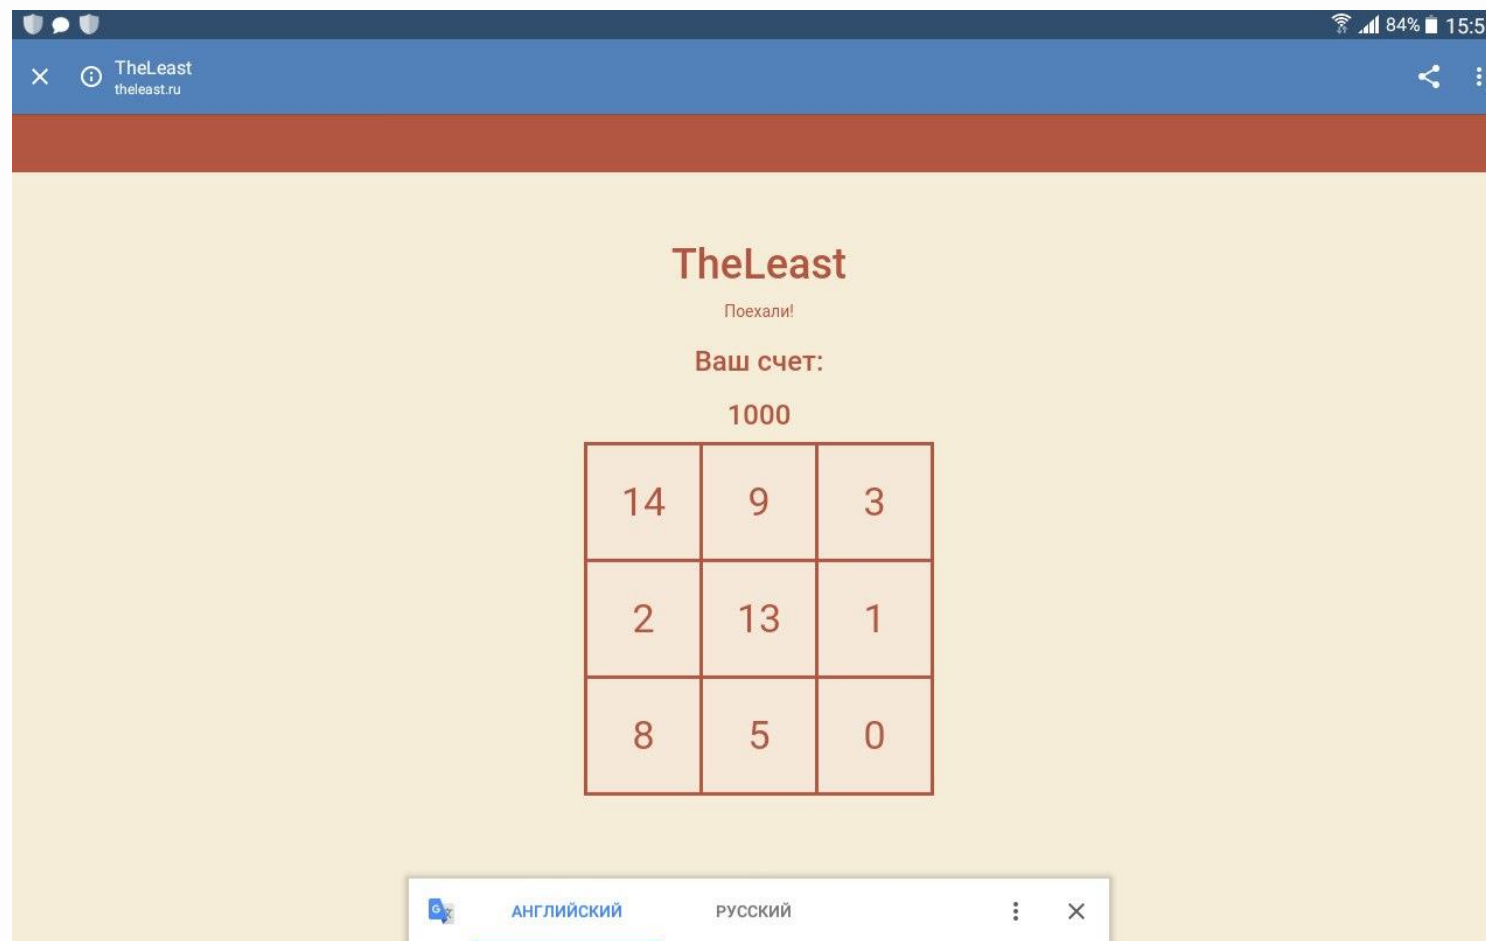 84% 15:5
TheLeast
theleast.ru
TheLeast
Поехали!
Ваш счет:
1000
14 9 3
2 13 1
8 5 0
АНГЛИЙСКИЙ РУССКИЙ